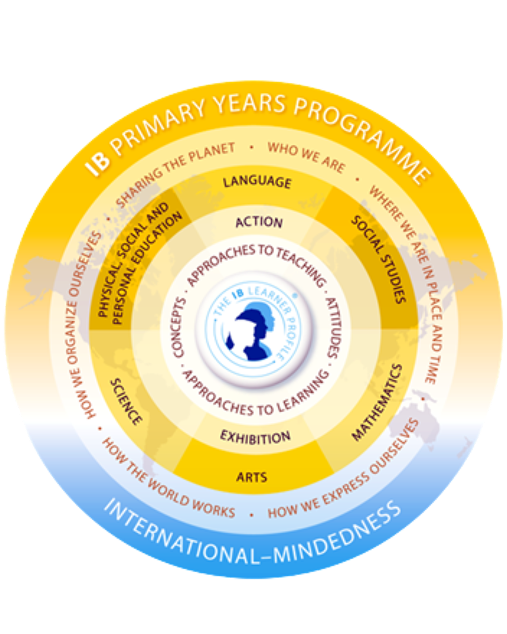 IB PRIMARY YEARS PROGRAMME
SHARING THE PLANET • WHO WE ARE • WHERE WE ARE IN PLACE AND TIME •
HOW WE EXPRESS OURSELVES • HOW THE WORLD WORKS • HOW WE ORGANIZE OURSELVES •
LANGUAGE
SOCIAL STUDIES
MATHEMATICS
ARTS
SCIENCE
PHYSICAL, SOCIAL AND
PERSONAL EDUCATION
ACTION
EXHIBITION
APPROACHES TO TEACHING • ATTITUDES •
APPROACHES TO LEARNING • CONCEPTS •
THE IB LEARNER PROFILE
®
INTERNATIONAL–MINDEDNESS